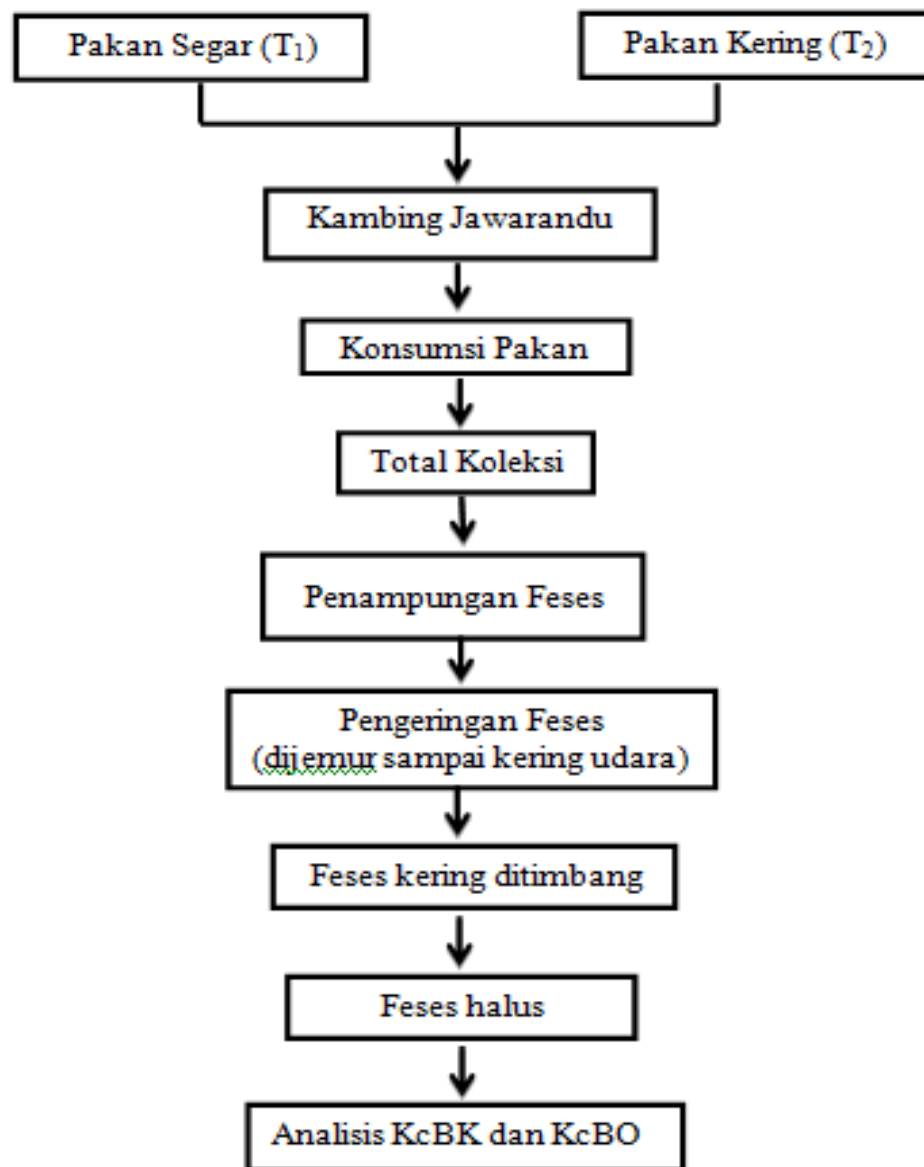 Pakan Segar (T₁)
Pakan Kering (T₂)
Kambing Jawarandu
Konsumsi Pakan
Total Koleksi
Penampungan Feses
Pengeringan Feses
(dijemur sampai kering udara)
Feses kering ditimbang
Feses halus
Analisis KcBK dan KcBO